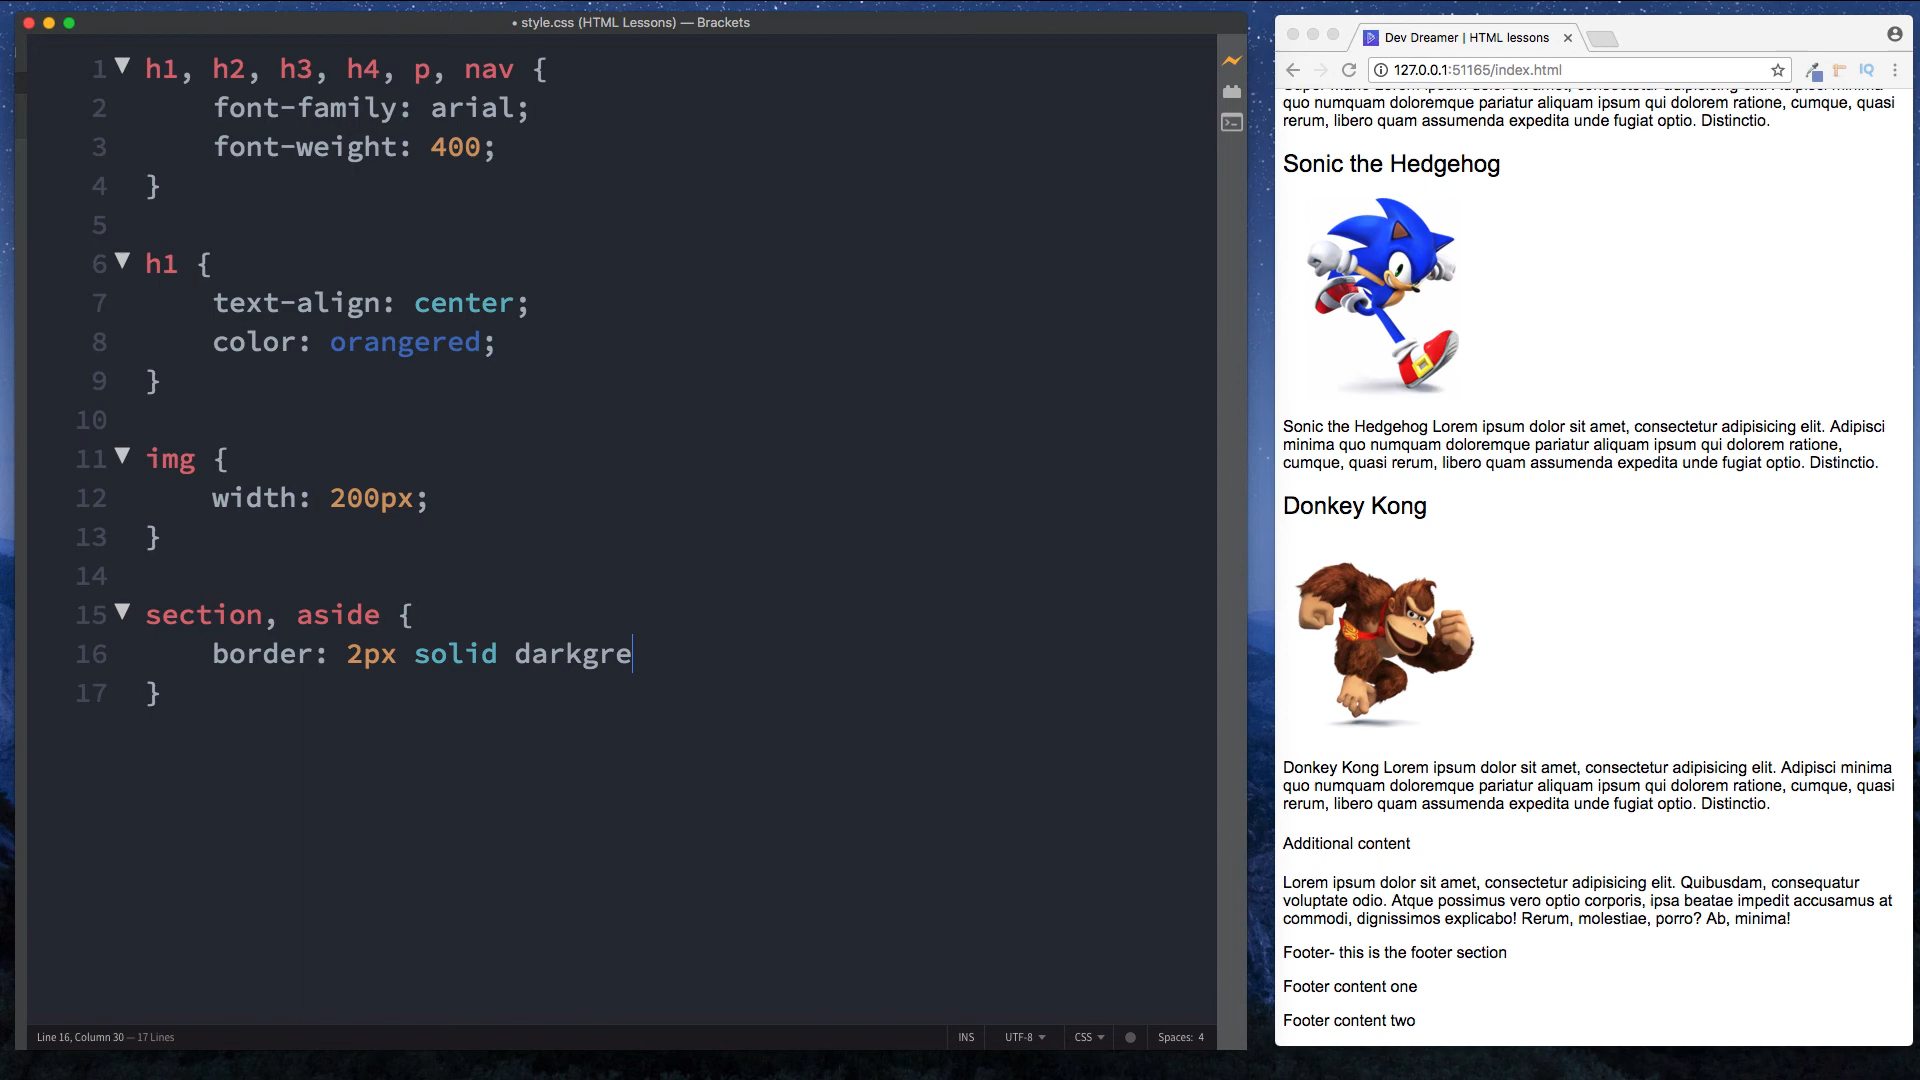 • style.css (HTML Lessons) — Brackets
1 ▼ h1, h2, h3, h4, p, nav {
2 font-family: arial;
3 font-weight: 400;
4 }
5
6 ▼ h1 {
7 text-align: center;
8 color: orangered;
9 }
10
11 ▼ img {
12 width: 200px;
13 }
14
15 ▼ section, aside {
16 border: 2px solid darkgre
17 }
Line 16, Column 30 — 17 Lines
INS UTF-8 CSS Spaces: 4
Dev Dreamer | HTML lessons
127.0.0.1:51165/index.html
IQ
quo numquam doloremque pariatur aliquam ipsum qui dolorem ratione, cumque, quasi
rerum, libero quam assumenda expedita unde fugiat optio. Distinctio.
Sonic the Hedgehog
Sonic the Hedgehog Lorem ipsum dolor sit amet, consectetur adipisicing elit. Adipisci
minima quo numquam doloremque pariatur aliquam ipsum qui dolorem ratione,
cumque, quasi rerum, libero quam assumenda expedita unde fugiat optio. Distinctio.
Donkey Kong
Donkey Kong Lorem ipsum dolor sit amet, consectetur adipisicing elit. Adipisci minima
quo numquam doloremque pariatur aliquam ipsum qui dolorem ratione, cumque, quasi
rerum, libero quam assumenda expedita unde fugiat optio. Distinctio.
Additional content
Lorem ipsum dolor sit amet, consectetur adipisicing elit. Quibusdam, consequatur
voluptate odio. Atque possimus vero optio corporis, ipsa beatae impedit accusamus at
commodi, dignissimos explicabo! Rerum, molestiae, porro? Ab, minima!
Footer- this is the footer section
Footer content one
Footer content two